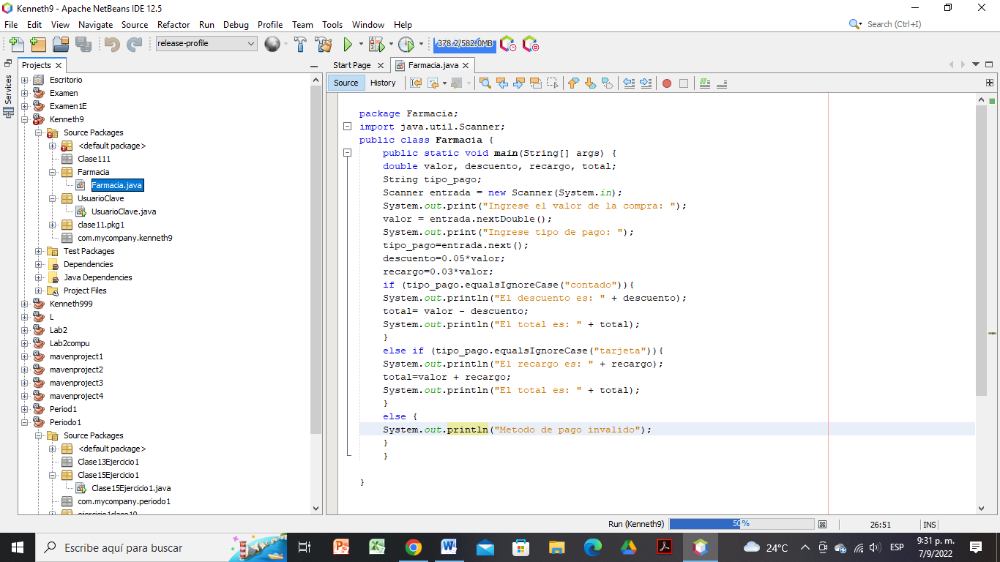 Kenneth9 - Apache NetBeans IDE 12.5
File Edit View Navigate Source Refactor Run Debug Profile Team Tools Window Help
Search (Ctrl+I)
release-profile
378.2/582.0MB
Projects
Services
Escritorio
Examen
Examen1E
Kenneth9
Source Packages
<default package>
Clase111
Farmacia
Farmacia.java
UsuarioClave
UsuarioClave.java
clase11.pkg1
com.mycompany.kenneth9
Test Packages
Dependencies
Java Dependencies
Project Files
Kenneth999
L
Lab2
Lab2compu
mavenproject1
mavenproject2
mavenproject3
mavenproject4
Period1
Periodo1
Source Packages
<default package>
Clase13Ejercicio1
Clase15Ejercicio1
Clase15Ejercicio1.java
com.mycompany.periodo1
ejercicio1clase10
Start Page
Farmacia.java
Source History
package Farmacia;
import java.util.Scanner;
public class Farmacia {
public static void main(String[] args) {
double valor, descuento, recargo, total;
String tipo_pago;
Scanner entrada = new Scanner(System.in);
System.out.print("Ingrese el valor de la compra: ");
valor = entrada.nextDouble();
System.out.print("Ingrese tipo de pago: ");
tipo_pago=entrada.next();
descuento=0.05*valor;
recargo=0.03*valor;
if (tipo_pago.equalsIgnoreCase("contado")){
System.out.println("El descuento es: " + descuento);
total= valor - descuento;
System.out.println("El total es: " + total);
}
else if (tipo_pago.equalsIgnoreCase("tarjeta")){
System.out.println("El recargo es: " + recargo);
total=valor + recargo;
System.out.println("El total es: " + total);
}
else {
System.out.println("Metodo de pago invalido");
}
}
}
Run (Kenneth9) 50% 26:51 INS
Escribe aquí para buscar
24°C
ESP
9:31 p. m.
7/9/2022